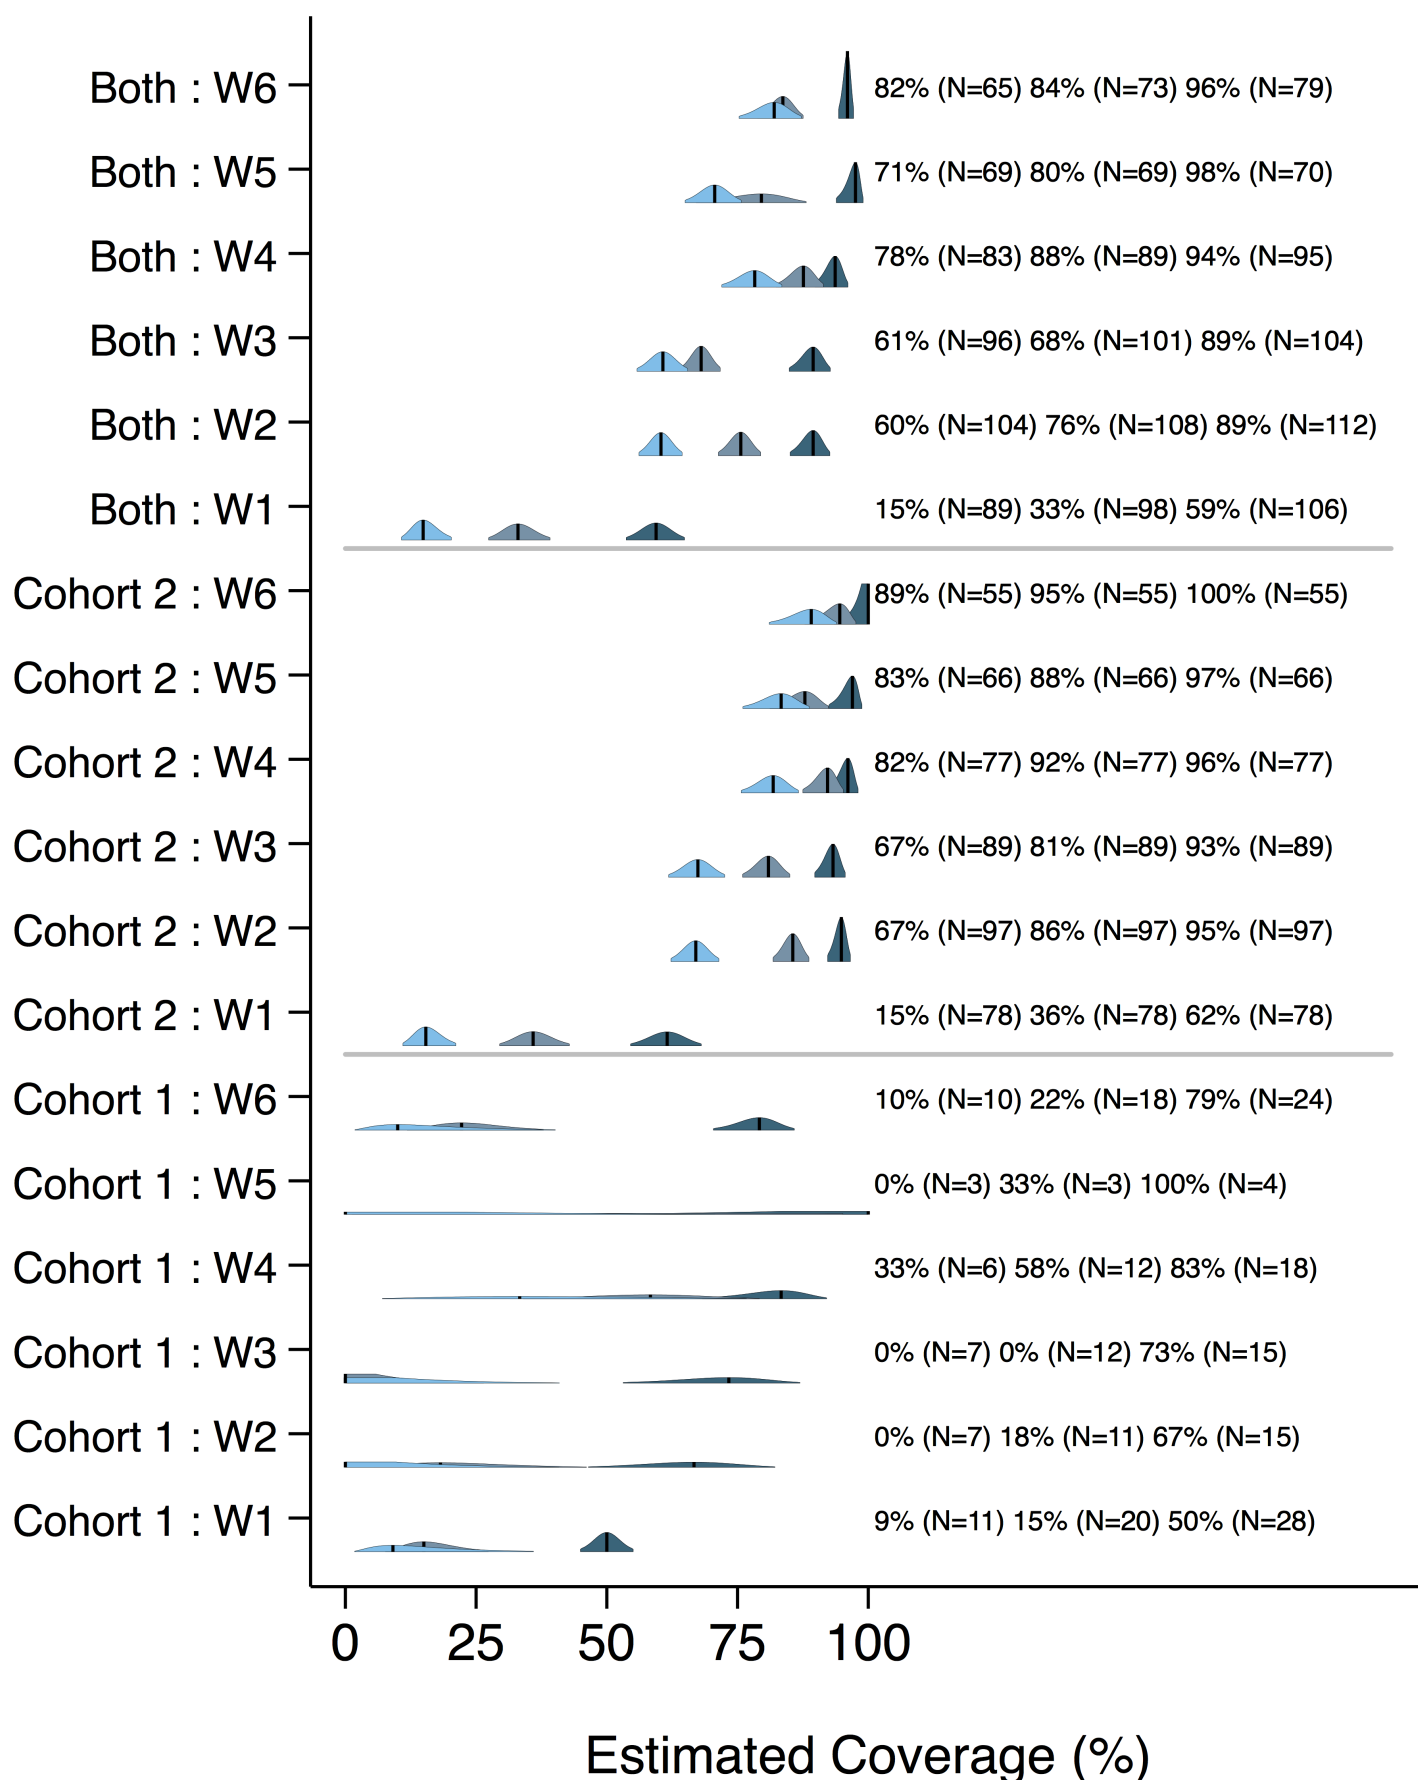 Both : W6 82% (N=65) 84% (N=73) 96% (N=79)
Both : W5 71% (N=69) 80% (N=69) 98% (N=70)
Both : W4 78% (N=83) 88% (N=89) 94% (N=95)
Both : W3 61% (N=96) 68% (N=101) 89% (N=104)
Both : W2 60% (N=104) 76% (N=108) 89% (N=112)
Both : W1 15% (N=89) 33% (N=98) 59% (N=106)
Cohort 2 : W6 89% (N=55) 95% (N=55) 100% (N=55)
Cohort 2 : W5 83% (N=66) 88% (N=66) 97% (N=66)
Cohort 2 : W4 82% (N=77) 92% (N=77) 96% (N=77)
Cohort 2 : W3 67% (N=89) 81% (N=89) 93% (N=89)
Cohort 2 : W2 67% (N=97) 86% (N=97) 95% (N=97)
Cohort 2 : W1 15% (N=78) 36% (N=78) 62% (N=78)
Cohort 1 : W6 10% (N=10) 22% (N=18) 79% (N=24)
Cohort 1 : W5 0% (N=3) 33% (N=3) 100% (N=4)
Cohort 1 : W4 33% (N=6) 58% (N=12) 83% (N=18)
Cohort 1 : W3 0% (N=7) 0% (N=12) 73% (N=15)
Cohort 1 : W2 0% (N=7) 18% (N=11) 67% (N=15)
Cohort 1 : W1 9% (N=11) 15% (N=20) 50% (N=28)
0 25 50 75 100
Estimated Coverage (%)